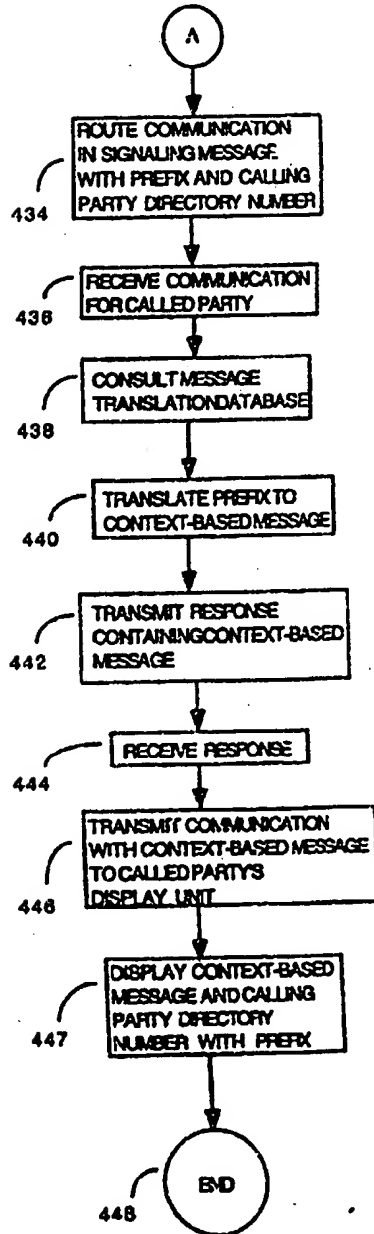 A
ROUTE COMMUNICATION
IN SIGNALING MESSAGE
WITH PREFIX AND CALLING
PARTY DIRECTORY NUMBER
434
RECEIVE COMMUNICATION
FOR CALLED PARTY
436
CONSULT MESSAGE
TRANSLATIONDATABASE
438
TRANSLATE PREFIX TO
CONTEXT-BASED MESSAGE
440
TRANSMIT RESPONSE
CONTAININGCONTEXT-BASED
MESSAGE
442
RECEIVE RESPONSE
444
TRANSMIT COMMUNICATION
WITH CONTEXT-BASED MESSAGE
TO CALLED PARTY'S
DISPLAY UNIT
446
DISPLAY CONTEXT-BASED
MESSAGE AND CALLING
PARTY DIRECTORY
NUMBER WITH PREFIX
447
END
448